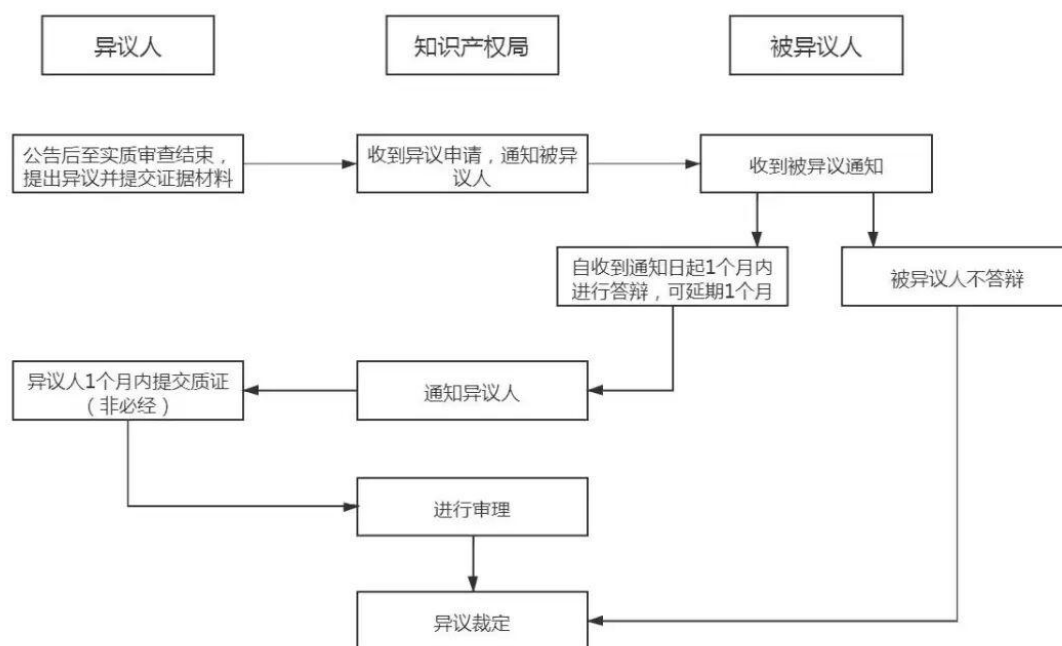 异议人
知识产权局
被异议人
公告后至实质审查结束，
提出异议并提交证据材料
收到异议申请，通知被异
议人
收到被异议通知
自收到通知日起1个月内
进行答辩，可延期1个月
被异议人不答辩
异议人1个月内提交质证
（非必经）
通知异议人
进行审理
异议裁定